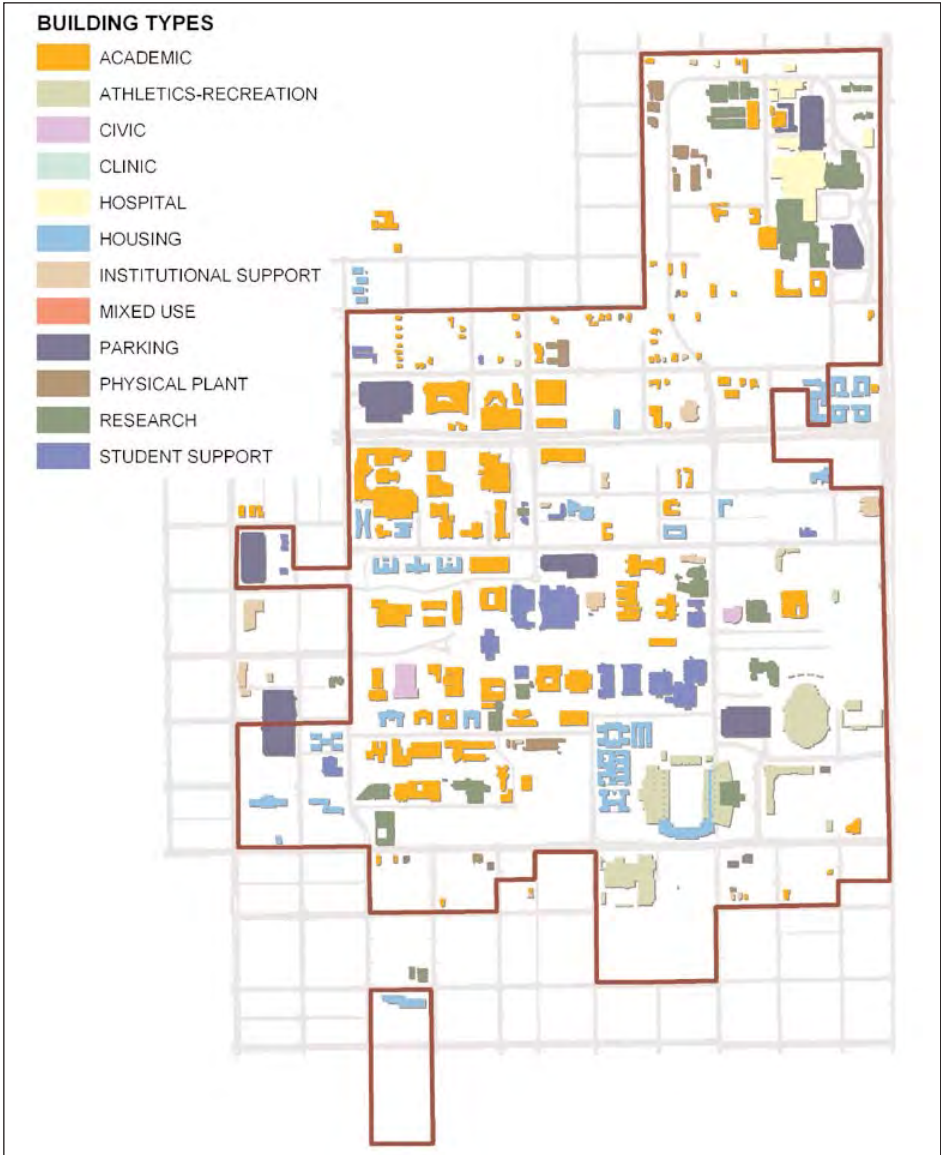 BUILDING TYPES
ACADEMIC
ATHLETICS-RECREATION
CIVIC
CLINIC
HOSPITAL
HOUSING
INSTITUTIONAL SUPPORT
MIXED USE
PARKING
PHYSICAL PLANT
RESEARCH
STUDENT SUPPORT